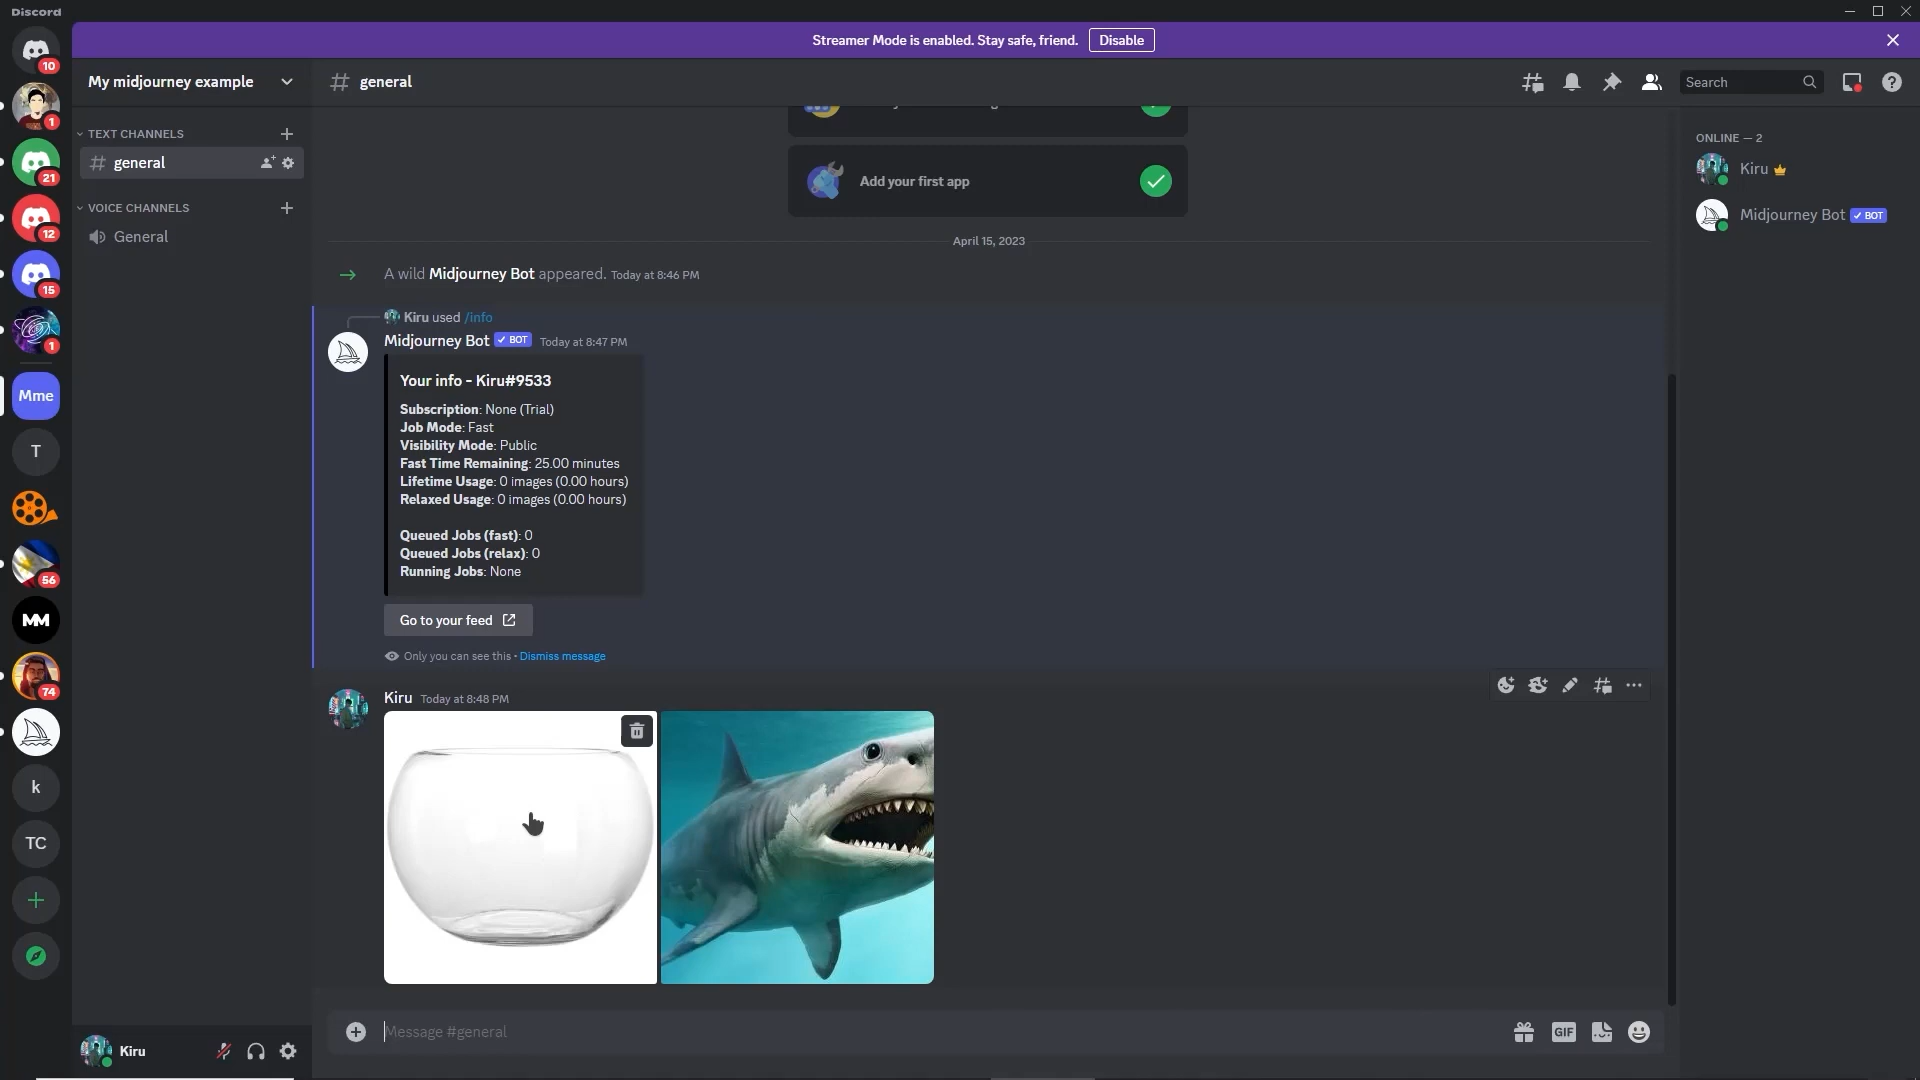 Discord
Streamer Mode is enabled. Stay safe, friend. Disable
My midjourney example
general
Search
10
1
21
12
15
1
Mme
T
56
MM
74
k
TC
TEXT CHANNELS
general
VOICE CHANNELS
General
Add your first app
April 15, 2023
A wild Midjourney Bot appeared. Today at 8:46 PM
Kiru used /info
Midjourney Bot BOT Today at 8:47 PM
Your info - Kiru#9533
Subscription: None (Trial)
Job Mode: Fast
Visibility Mode: Public
Fast Time Remaining: 25.00 minutes
Lifetime Usage: 0 images (0.00 hours)
Relaxed Usage: 0 images (0.00 hours)
Queued Jobs (fast): 0
Queued Jobs (relax): 0
Running Jobs: None
Go to your feed
Only you can see this • Dismiss message
Kiru Today at 8:48 PM
Message #general
GIF
Kiru
ONLINE — 2
Kiru
Midjourney Bot BOT